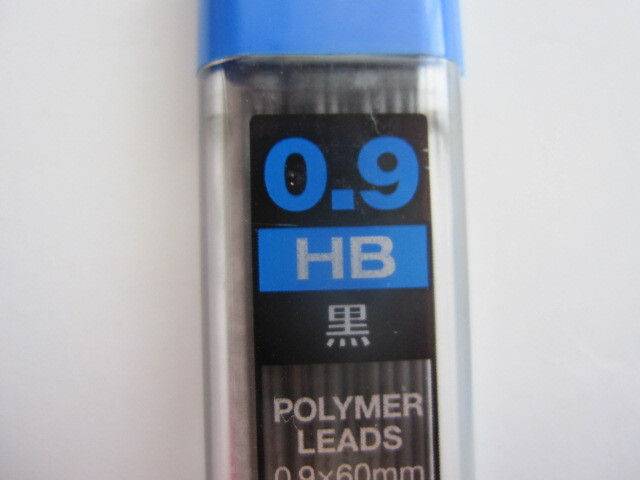 0.9
HB
黒
POLYMER
LEADS
0.9×60mm